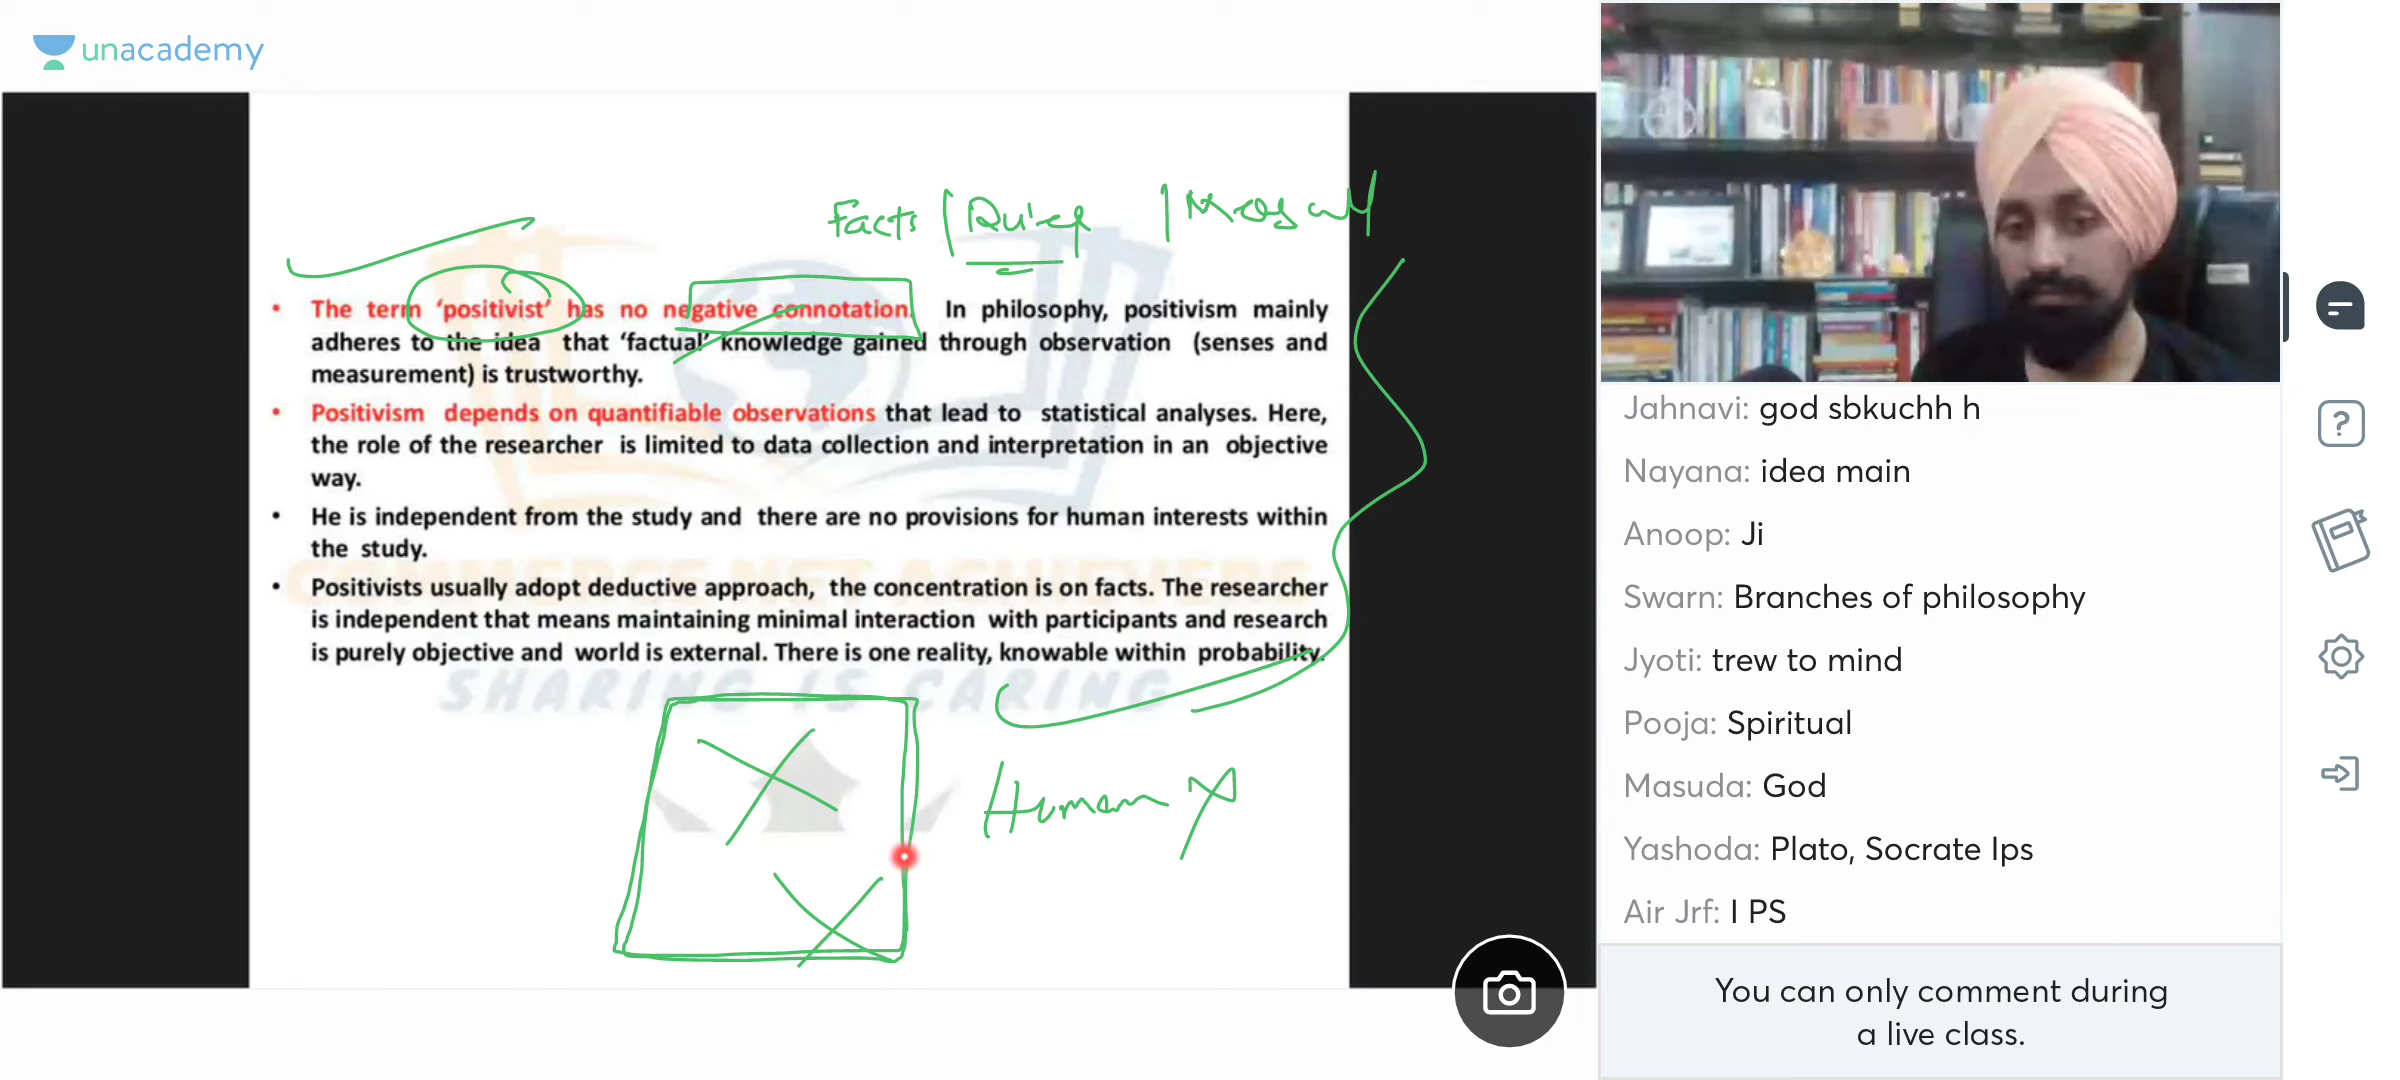 unacademy
Facts
• The term ‘positivist’ has no negative connotation. In philosophy, positivism mainly
adheres to the idea that ‘factual’ knowledge gained through observation (senses and
measurement) is trustworthy.
• Positivism depends on quantifiable observations that lead to statistical analyses. Here,
the role of the researcher is limited to data collection and interpretation in an objective
way.
• He is independent from the study and there are no provisions for human interests within
the study.
• Positivists usually adopt deductive approach, the concentration is on facts. The researcher
is independent that means maintaining minimal interaction with participants and research
is purely objective and world is external. There is one reality, knowable within probability.
SHARING IS CARING
Human
Jahnavi: god sbkuchh h
Nayana: idea main
Anoop: Ji
Swarn: Branches of philosophy
Jyoti: trew to mind
Pooja: Spiritual
Masuda: God
Yashoda: Plato, Socrate Ips
Air Jrf: I PS
You can only comment during
a live class.